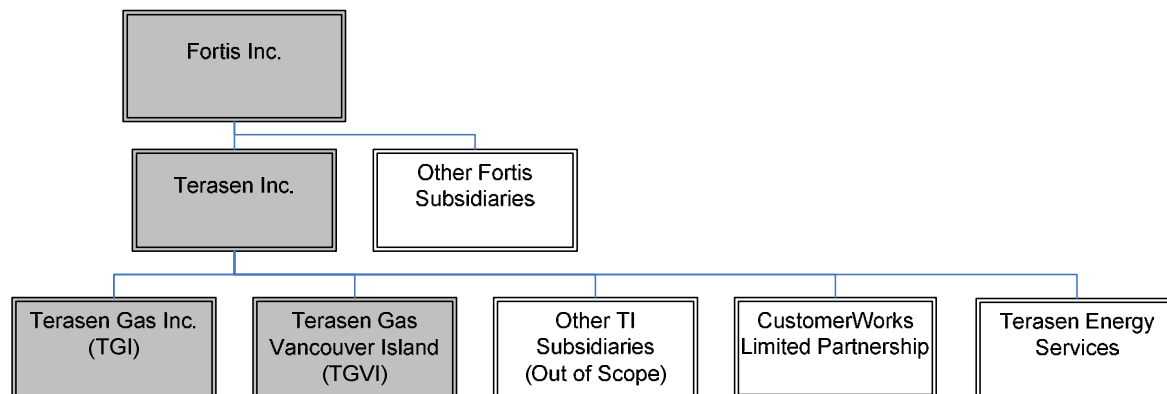 Fortis Inc.
Terasen Inc.
Other Fortis
Subsidiaries
Terasen Gas Inc.
(TGI)
Terasen Gas
Vancouver Island
(TGVI)
Other TI
Subsidiaries
(Out of Scope)
CustomerWorks
Limited Partnership
Terasen Energy
Services